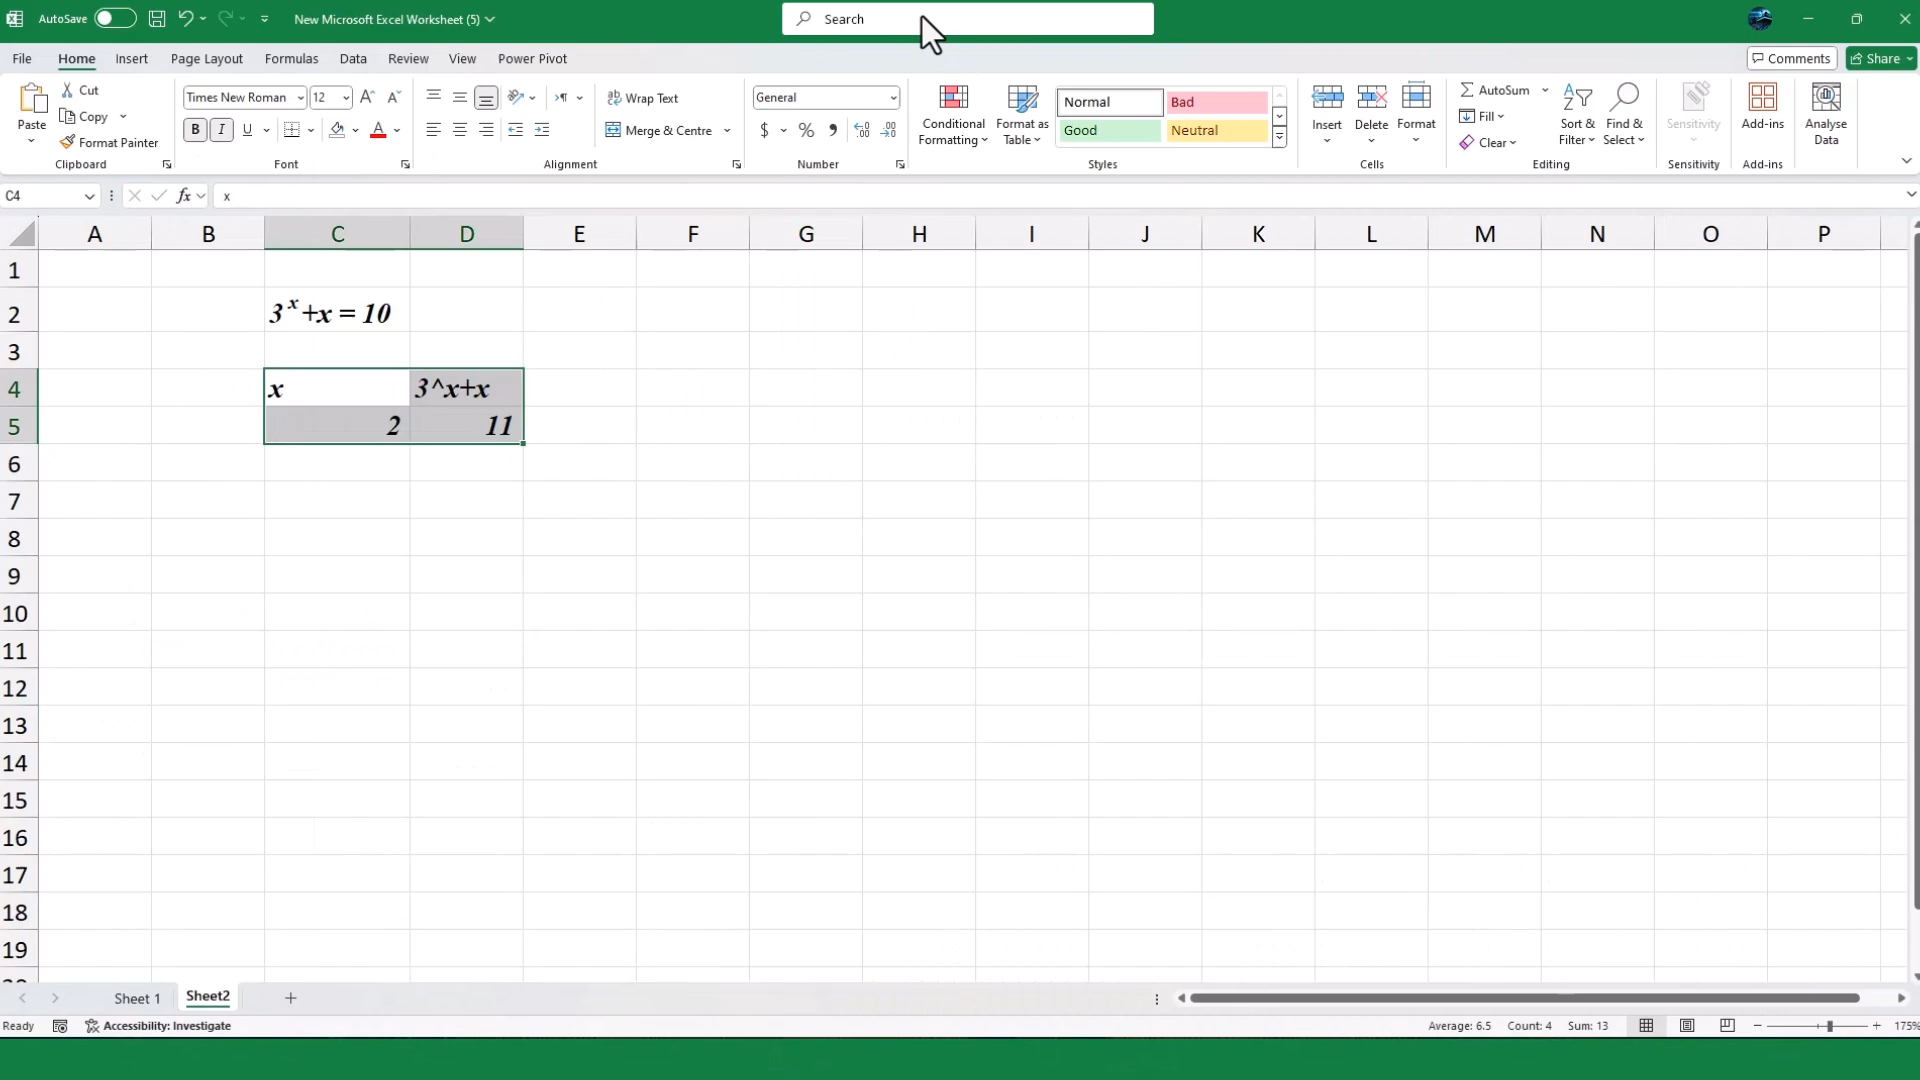 AutoSave New Microsoft Excel Worksheet (5) Search
File Home Insert Page Layout Formulas Data Review View Power Pivot Comments Share
Paste Cut Copy Format Painter Clipboard
Times New Roman 12 B I U Font
Wrap Text Merge & Centre Alignment
General $ % Number
Conditional Formatting Format as Table Normal Bad Good Neutral Styles
Insert Delete Format Cells
AutoSum Fill Clear Sort & Filter Find & Select Editing
Sensitivity Sensitivity
Add-ins Add-ins
Analyse Data
C4 fx x
A B C D E F G H I J K L M N O P
1
2 3^x+x = 10
3
4 x 3^x+x
5 2 11
6
7
8
9
10
11
12
13
14
15
16
17
18
19
Sheet 1 Sheet2 +
Ready Accessibility: Investigate Average: 6.5 Count: 4 Sum: 13 175%